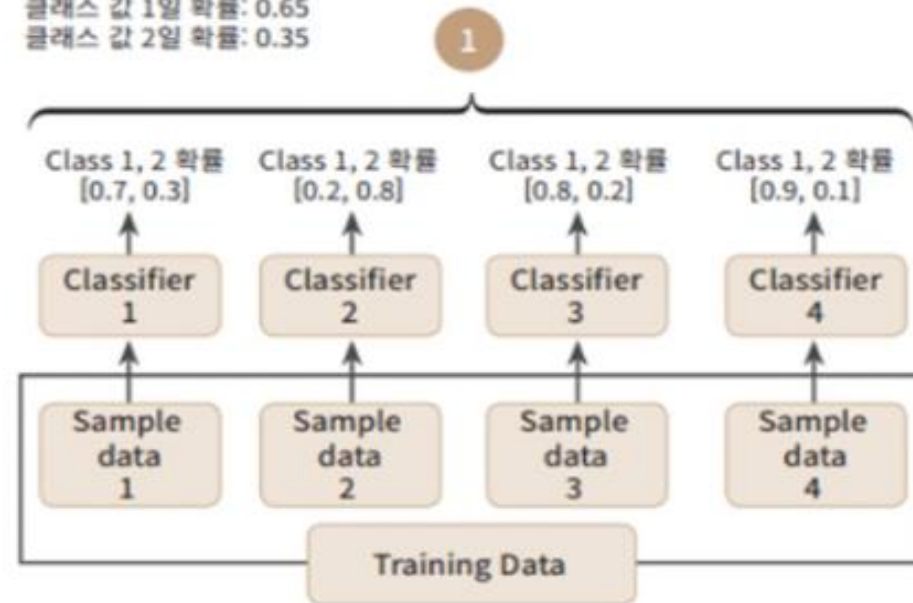 클래스 값 1일 확률: 0.65
클래스 값 2일 확률: 0.35
1
Class 1, 2 확률
[0.7, 0.3]
Class 1, 2 확률
[0.2, 0.8]
Class 1, 2 확률
[0.8, 0.2]
Class 1, 2 확률
[0.9, 0.1]
Classifier
1
Classifier
2
Classifier
3
Classifier
4
Sample
data
1
Sample
data
2
Sample
data
3
Sample
data
4
Training Data